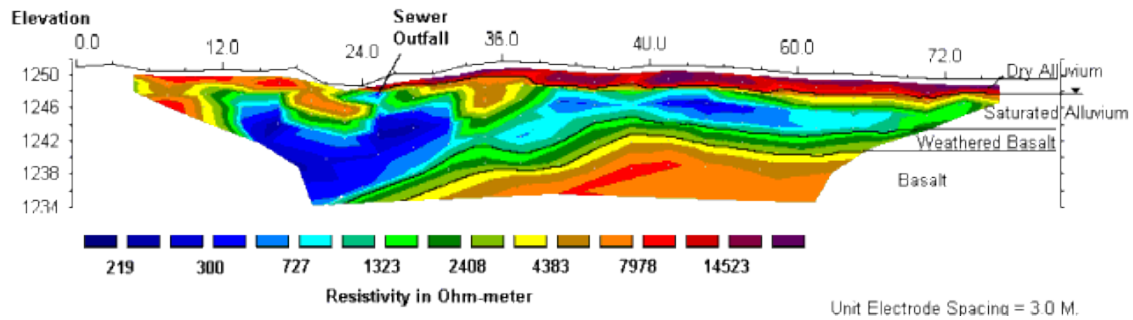 Elevation
Sewer
Outfall
0.0 12.0 24.0 36.0 40.0 60.0 72.0
1250
1246
1242
1238
1234
Dry Alluvium
Saturated Alluvium
Weathered Basalt
Basalt
219 300 727 1323 2408 4383 7978 14523
Resistivity in Ohm-meter
Unit Electrode Spacing = 3.0 M.